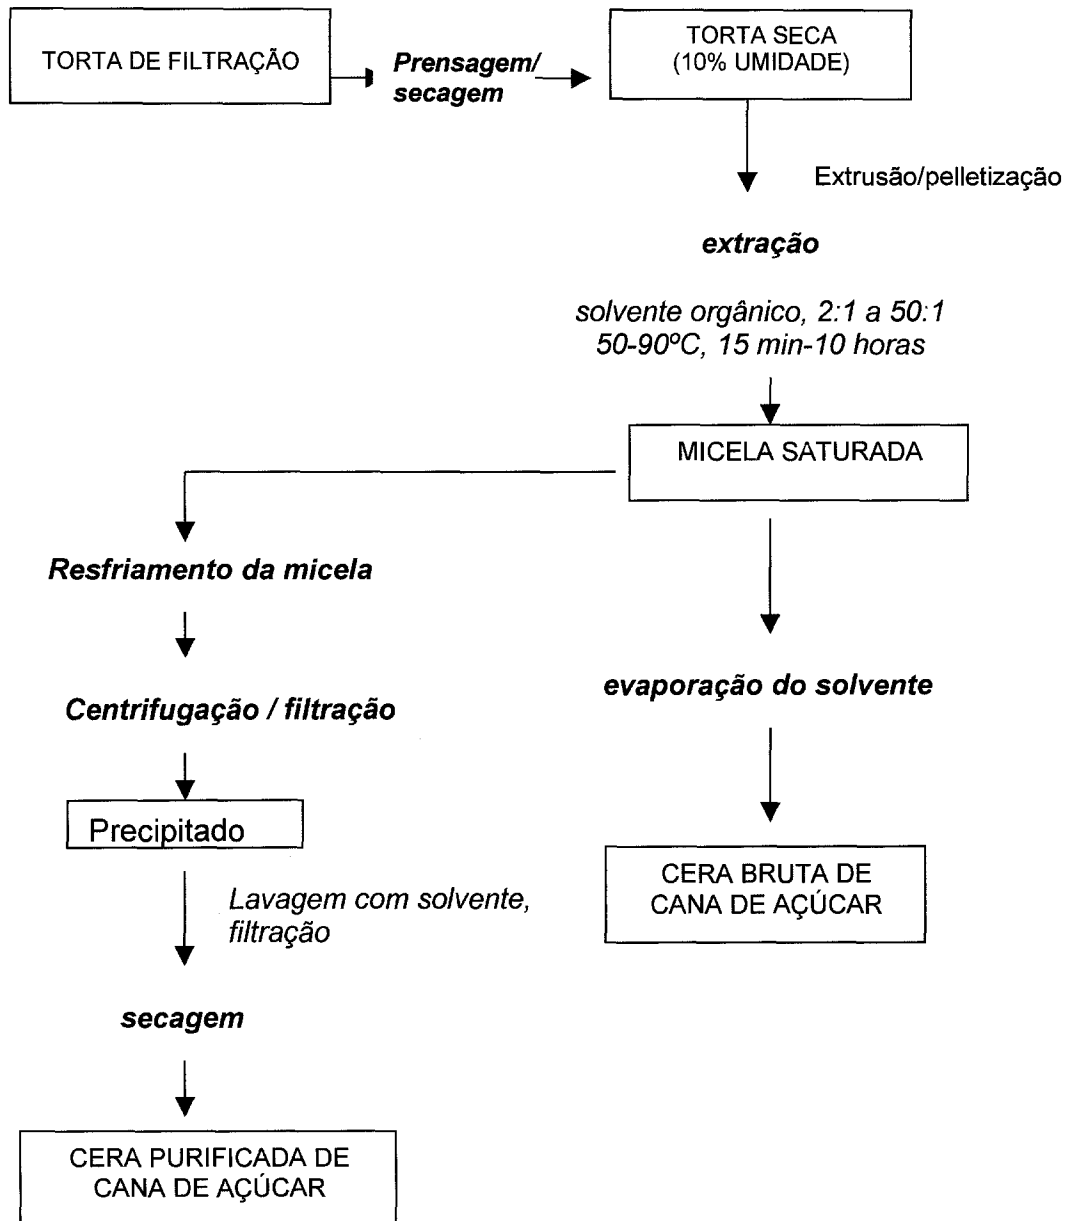 TORTA DE FILTRAÇÃO
Prensagem/
secagem
TORTA SECA
(10% UMIDADE)
Extrusão/pelletização
extração
solvente orgânico, 2:1 a 50:1
50-90ºC, 15 min-10 horas
MICELA SATURADA
Resfriamento da micela
Centrifugação / filtração
Precipitado
Lavagem com solvente,
filtração
secagem
CERA PURIFICADA DE
CANA DE AÇÚCAR
evaporação do solvente
CERA BRUTA DE
CANA DE AÇÚCAR